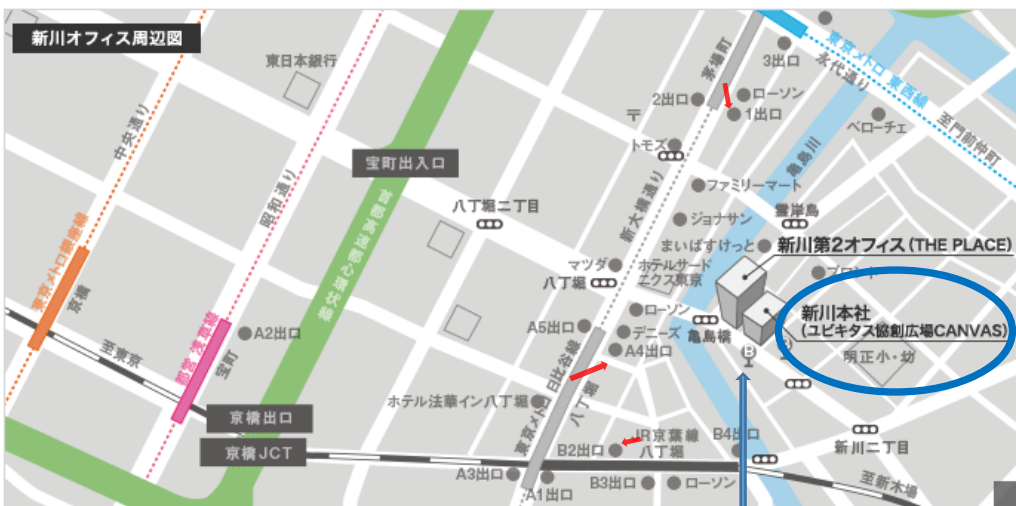 新川オフィス周辺図
東日本銀行
中央通り
昭和通り
宝町出入口
首都高速都心環状線
八丁堀二丁目
東京メトロ銀座線
京橋
都営 浅草線
宝町
A2出口
至東京
京橋出口
京橋JCT
茅場町
3出口
東京メトロ 東西線
永代通り
至門前仲町
2出口
ローソン
1出口
〒
トモズ
ベローチェ
亀島川
ファミリーマート
新大橋通り
ジョナサン
霊岸島
まいばすけっと
新川第2オフィス(THE PLACE)
マツダ
八丁堀
ホテルサード
ニクス東京
ローソン
亀島橋
新川本社
(ユビキタス協創広場CANVAS)
明正小・幼
A5出口
デニーズ
A4出口
B
東京メトロ 日比谷線
八丁堀
ホテル法華イン八丁堀
B2出口
JR京葉線
八丁堀
B4出口
新川二丁目
A3出口
A1出口
B3出口
ローソン
至新木場